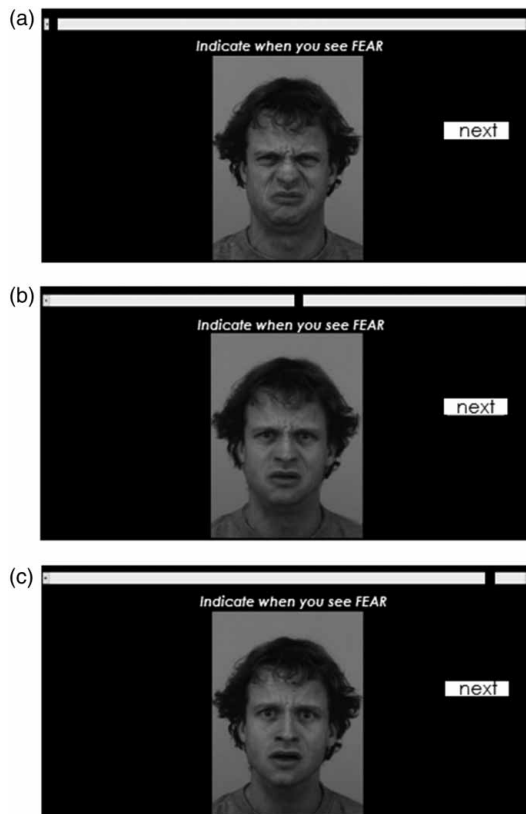 (a)
Indicate when you see FEAR
next
(b)
Indicate when you see FEAR
next
(c)
Indicate when you see FEAR
next